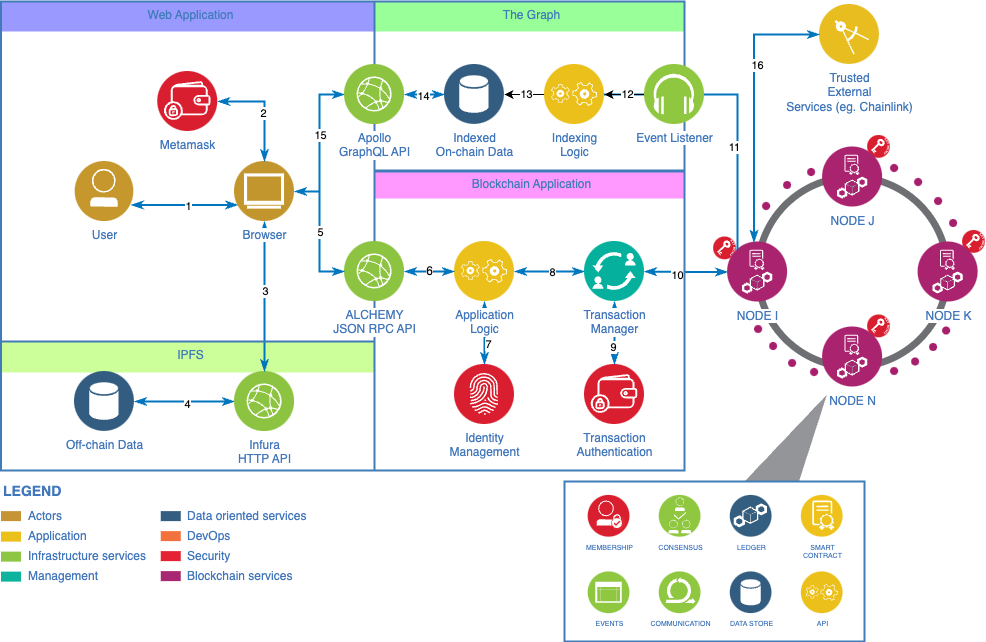 Web Application
The Graph
16
Trusted
External
Services (eg. Chainlink)
Metamask
2
15
Apollo
GraphQL API
14
Indexed
On-chain Data
13
Indexing
Logic
12
Event Listener
11
Blockchain Application
User
1
Browser
5
3
ALCHEMY
JSON RPC API
6
Application
Logic
8
Transaction
Manager
10
7
9
NODE I
NODE J
NODE K
NODE N
IPFS
Off-chain Data
4
Infura
HTTP API
Identity
Management
Transaction
Authentication
LEGEND
Actors
Application
Infrastructure services
Management
Data oriented services
DevOps
Security
Blockchain services
MEMBERSHIP
CONSENSUS
LEDGER
SMART
CONTRACT
EVENTS
COMMUNICATION
DATA STORE
API